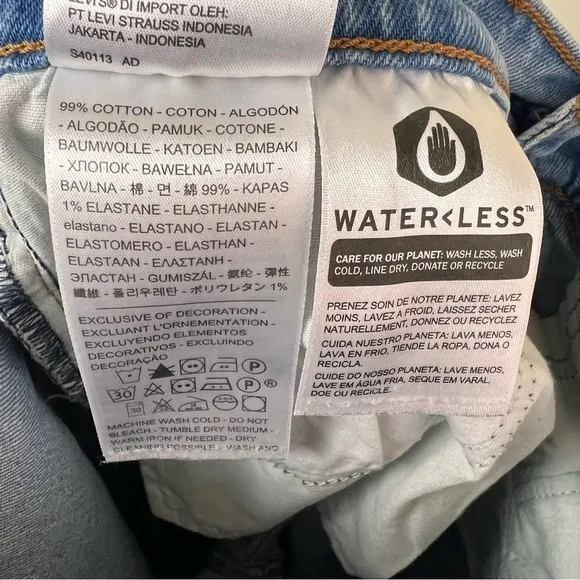 LEVI'S® DI IMPORT OLEH:
PT LEVI STRAUSS INDONESIA
JAKARTA - INDONESIA
S40113 AD
99% COTTON - COTON - ALGODÓN
- ALGODÃO - PAMUK - COTONE -
BAUMWOLLE - KATOEN - BAMBAKI
- ХЛОПОК - BAWEŁNA - PAMUT -
BAVLNA - 棉 - 면 - 綿 99% - KAPAS
1% ELASTANE - ELASTHANNE -
elastano - ELASTANO - ELASTAN -
ELASTOMERO - ELASTHAN -
ELASTAAN - ΕΛΑΣΤΑΝΗ -
ЭЛАСТАН - GUMISZÁL - 氨纶 - 彈性
纖維 - 폴리우레탄 - ポリウレタン 1%
EXCLUSIVE OF DECORATION -
EXCLUANT L'ORNEMENTATION -
EXCLUYENDO ELEMENTOS
DECORATIVOS - EXCLUINDO
DECORAÇÃO
30
P
30
MACHINE WASH COLD - DO NOT
BLEACH - TUMBLE DRY MEDIUM -
WARM IRON IF NEEDED - DRY
CLEANING POSSIBLE - WASH AND
WATER<LESS™
CARE FOR OUR PLANET: WASH LESS, WASH
COLD, LINE DRY, DONATE OR RECYCLE
PRENEZ SOIN DE NOTRE PLANETE: LAVEZ
MOINS, LAVEZ À FROID, LAISSEZ SECHER
NATURELLEMENT, DONNEZ OU RECYCLEZ
CUIDA NUESTRO PLANETA: LAVA MENOS,
LAVA EN FRIO, TIENDE LA ROPA, DONA O
RECICLA.
CUIDE DO NOSSO PLANETA: LAVE MENOS,
LAVE EM ÁGUA FRIA, SEQUE EM VARAL,
DOE OU RECICLE.